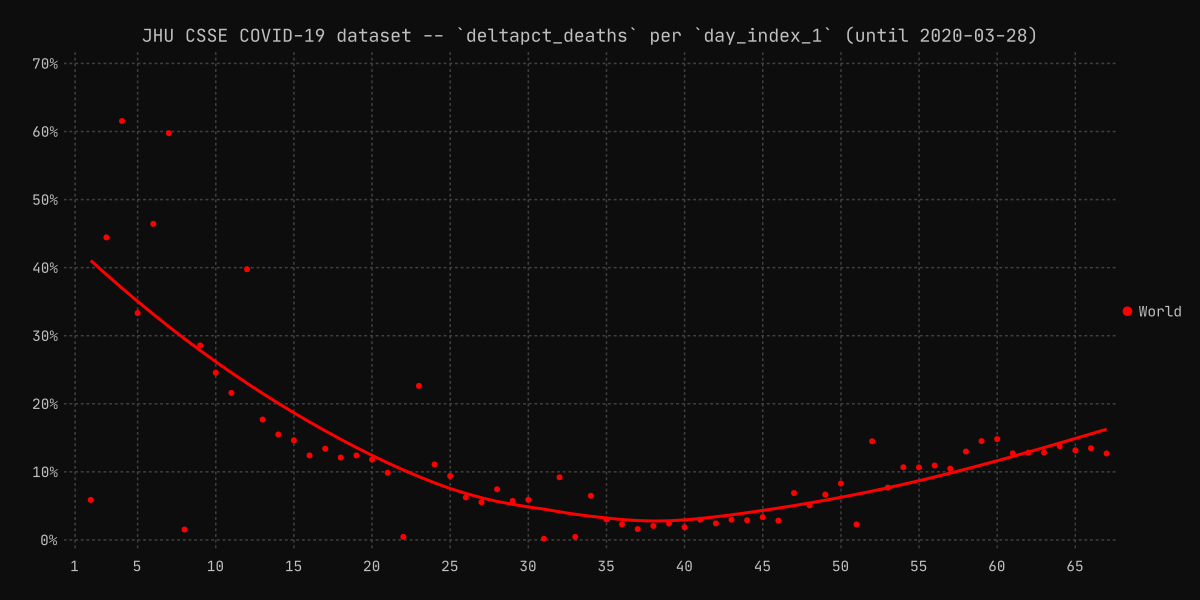 JHU CSSE COVID-19 dataset -- `deltapct_deaths` per `day_index_1` (until 2020-03-28)
70%
60%
50%
40%
30%
20%
10%
0%
1 5 10 15 20 25 30 35 40 45 50 55 60 65
World